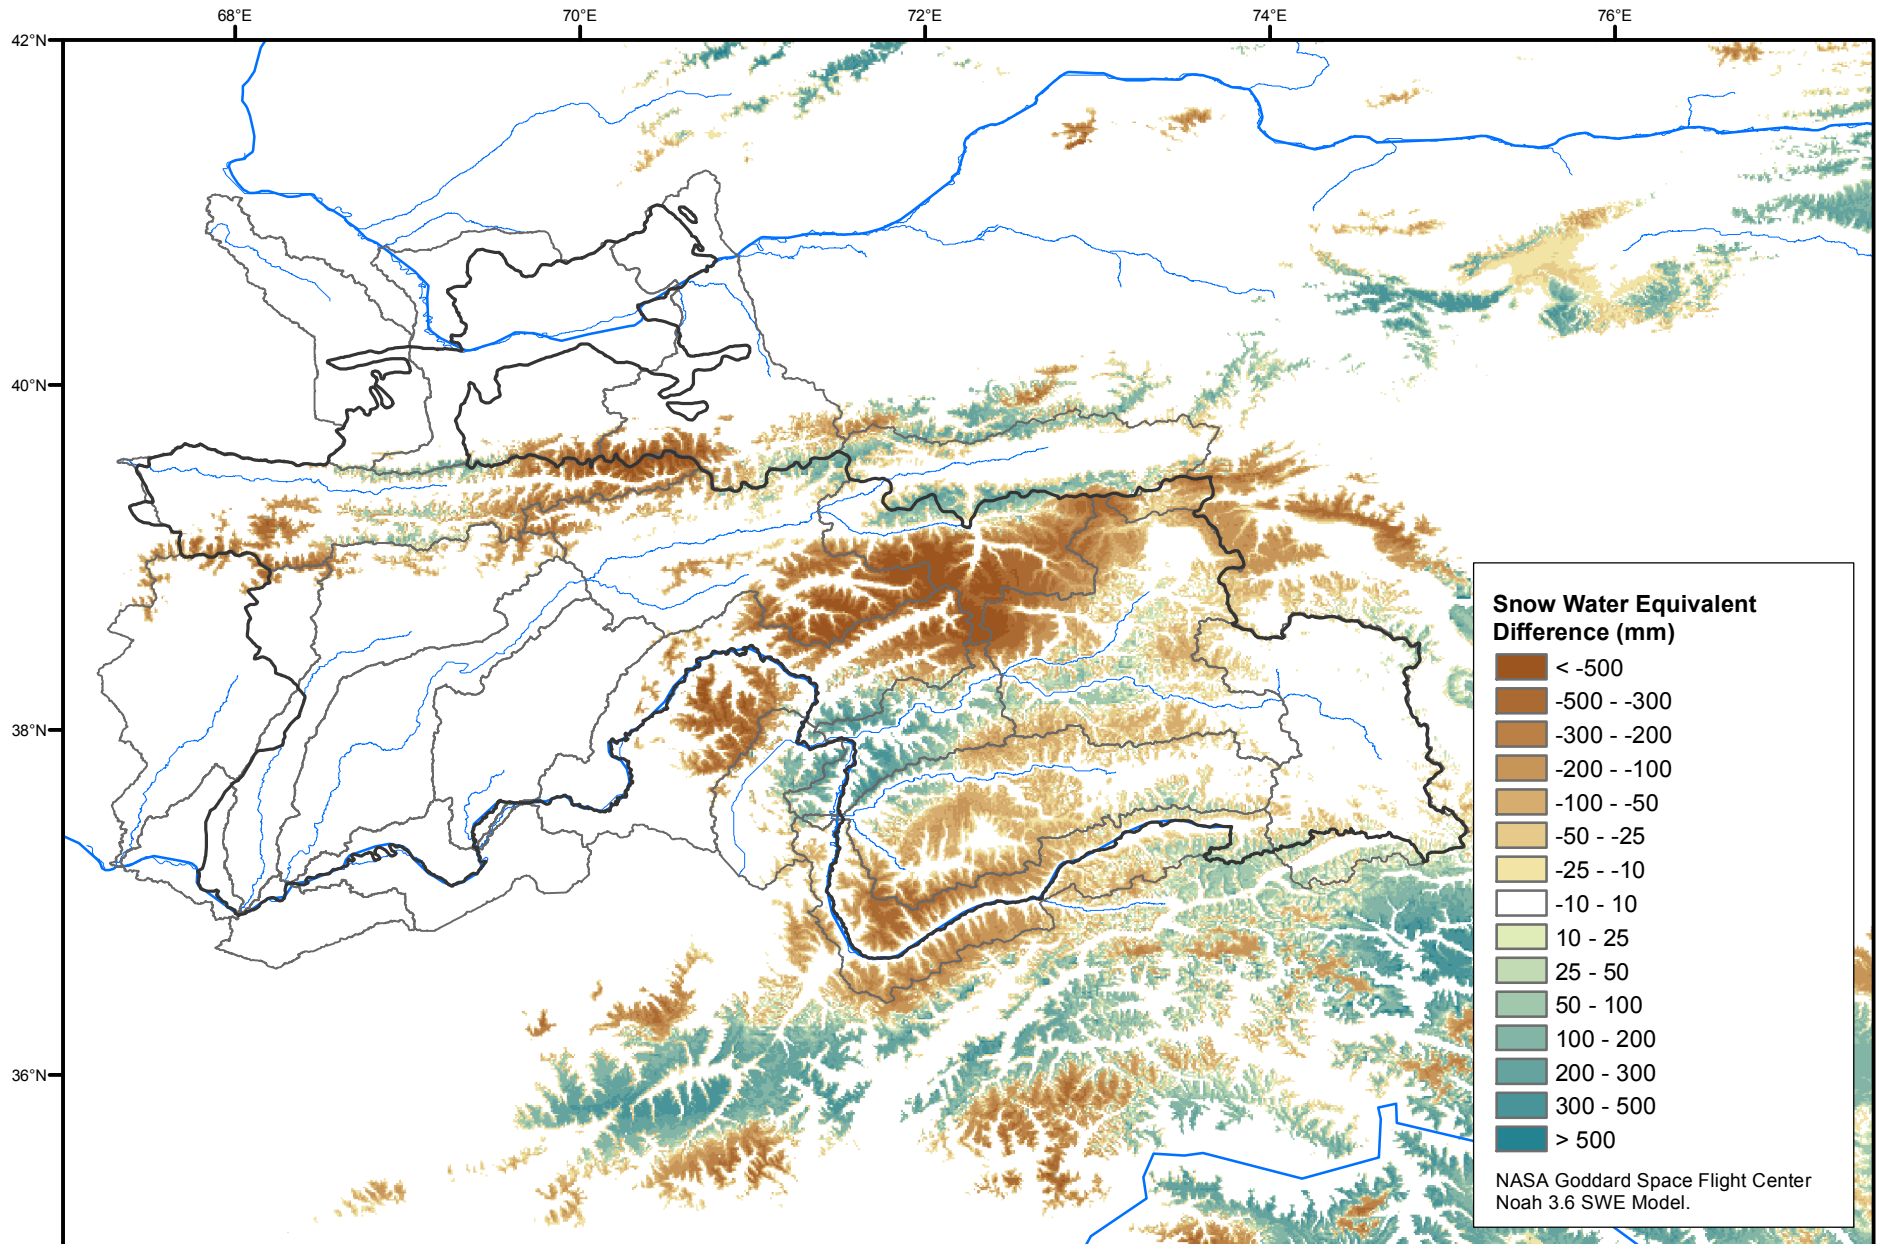 68°E
70°E
72°E
74°E
76°E
42°N
40°N
38°N
36°N
Snow Water Equivalent
Difference (mm)
< -500
-500 - -300
-300 - -200
-200 - -100
-100 - -50
-50 - -25
-25 - -10
-10 - 10
10 - 25
25 - 50
50 - 100
100 - 200
200 - 300
300 - 500
> 500
NASA Goddard Space Flight Center
Noah 3.6 SWE Model.